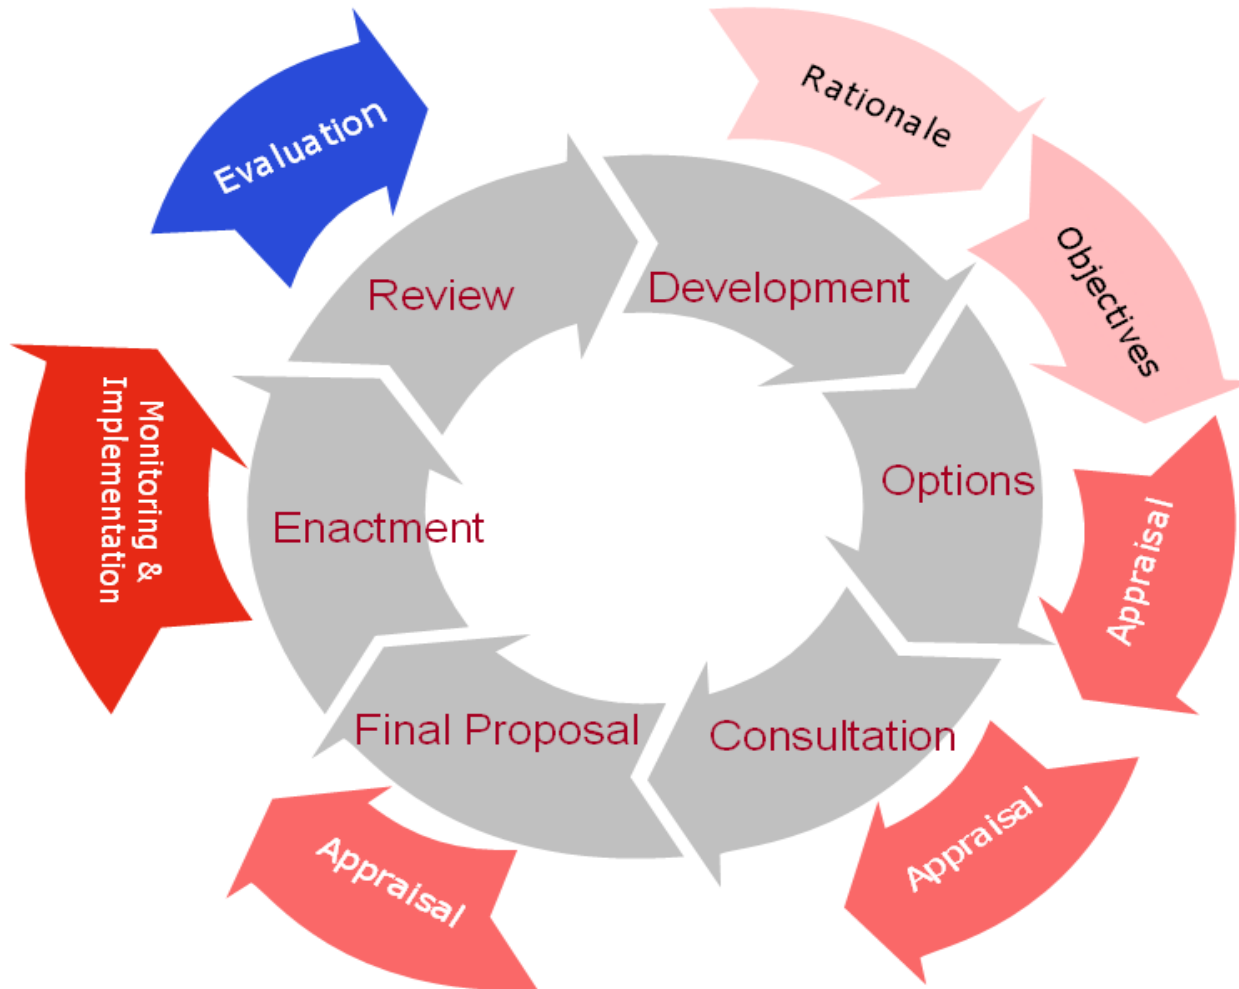 Rationale
Objectives
Appraisal
Appraisal
Appraisal
Monitoring &
Implementation
Evaluation
Development
Options
Consultation
Final Proposal
Enactment
Review